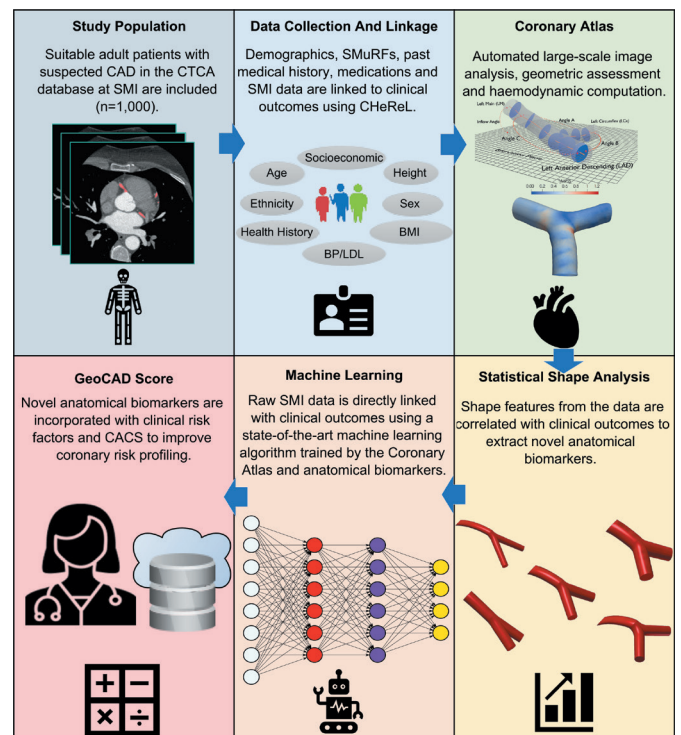 Study Population
Suitable adult patients with
suspected CAD in the CTCA
database at SMI are included
(n=1,000).
Data Collection And Linkage
Demographics, SMuRFs, past
medical history, medications and
SMI data are linked to clinical
outcomes using CHeReL.
Socioeconomic
Age
Height
Ethnicity
Sex
Health History
BMI
BP/LDL
Coronary Atlas
Automated large-scale image
analysis, geometric assessment
and haemodynamic computation.
Left Main (LM)
Angle A
Left Circumflex (LCx)
Inflow Angle
Angle C
Angle B
Left Anterior Descending (LAD)
GeoCAD Score
Novel anatomical biomarkers are
incorporated with clinical risk
factors and CACS to improve
coronary risk profiling.
Machine Learning
Raw SMI data is directly linked
with clinical outcomes using a
state-of-the-art machine learning
algorithm trained by the Coronary
Atlas and anatomical biomarkers.
Statistical Shape Analysis
Shape features from the data are
correlated with clinical outcomes to
extract novel anatomical
biomarkers.